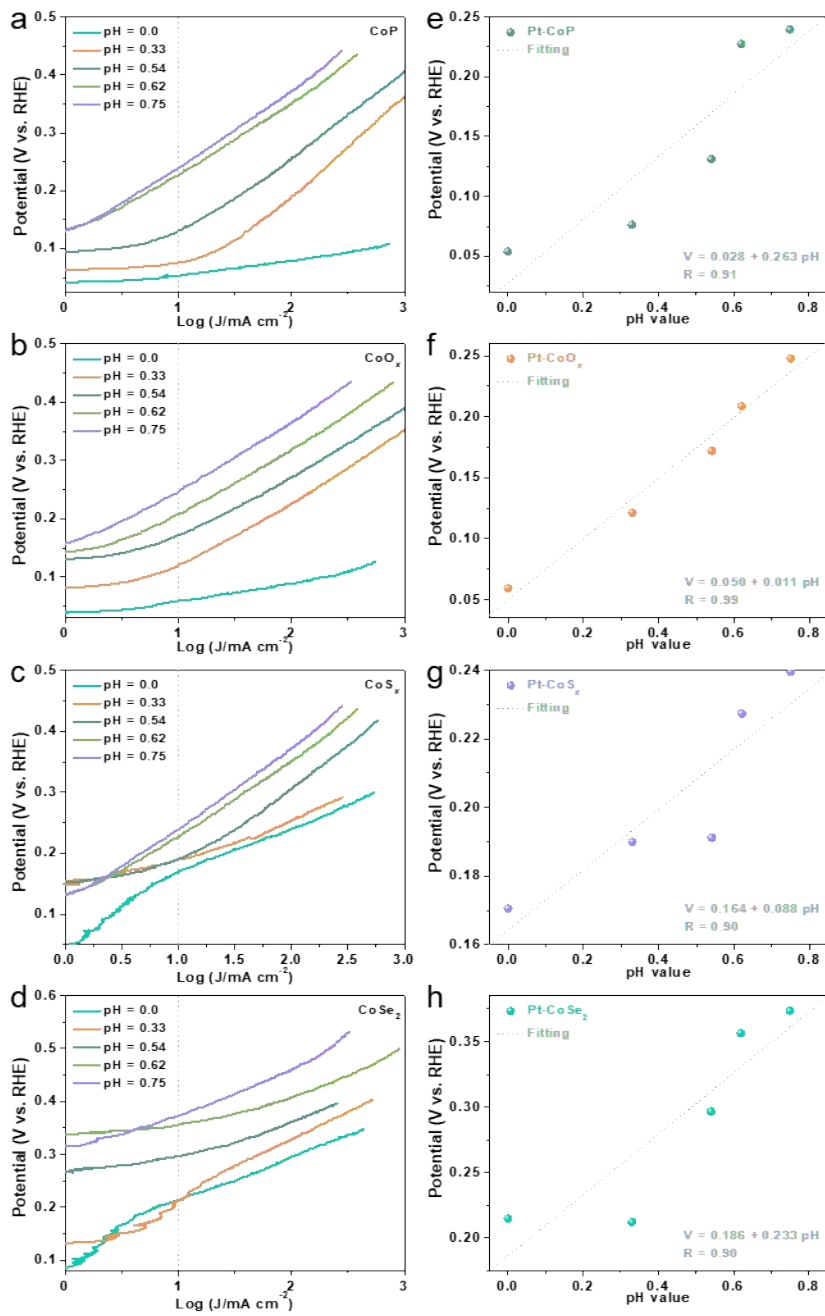 a
0.5
0.4
0.3
0.2
0.1
0.0
Potential (V vs. RHE)
pH = 0.0
pH = 0.33
pH = 0.54
pH = 0.62
pH = 0.75
CoP
0 1 2 3
Log (J/mA cm⁻²)
e
0.25
0.20
0.15
0.10
0.05
Potential (V vs. RHE)
Pt-CoP
Fitting
V = 0.028 + 0.263 pH
R = 0.91
0.0 0.2 0.4 0.6 0.8
pH value
b
0.5
0.4
0.3
0.2
0.1
Potential (V vs. RHE)
pH = 0.0
pH = 0.33
pH = 0.54
pH = 0.62
pH = 0.75
CoOₓ
0 1 2 3
Log (J/mA cm⁻²)
f
0.25
0.20
0.15
0.10
0.05
Potential (V vs. RHE)
Pt-CoOₓ
Fitting
V = 0.050 + 0.011 pH
R = 0.99
0.0 0.2 0.4 0.6 0.8
pH value
c
0.5
0.4
0.3
0.2
0.1
Potential (V vs. RHE)
pH = 0.0
pH = 0.33
pH = 0.54
pH = 0.62
pH = 0.75
CoSₓ
0.0 0.5 1.0 1.5 2.0 2.5 3.0
Log (J/mA cm⁻²)
g
0.24
0.22
0.20
0.18
0.16
Potential (V vs. RHE)
Pt-CoSₓ
Fitting
V = 0.164 + 0.088 pH
R = 0.90
0.0 0.2 0.4 0.6 0.8
pH value
d
0.6
0.5
0.4
0.3
0.2
0.1
Potential (V vs. RHE)
pH = 0.0
pH = 0.33
pH = 0.54
pH = 0.62
pH = 0.75
CoSe₂
0 1 2 3
Log (J/mA cm⁻²)
h
0.35
0.30
0.25
0.20
Potential (V vs. RHE)
Pt-CoSe₂
Fitting
V = 0.186 + 0.233 pH
R = 0.90
0.0 0.2 0.4 0.6 0.8
pH value